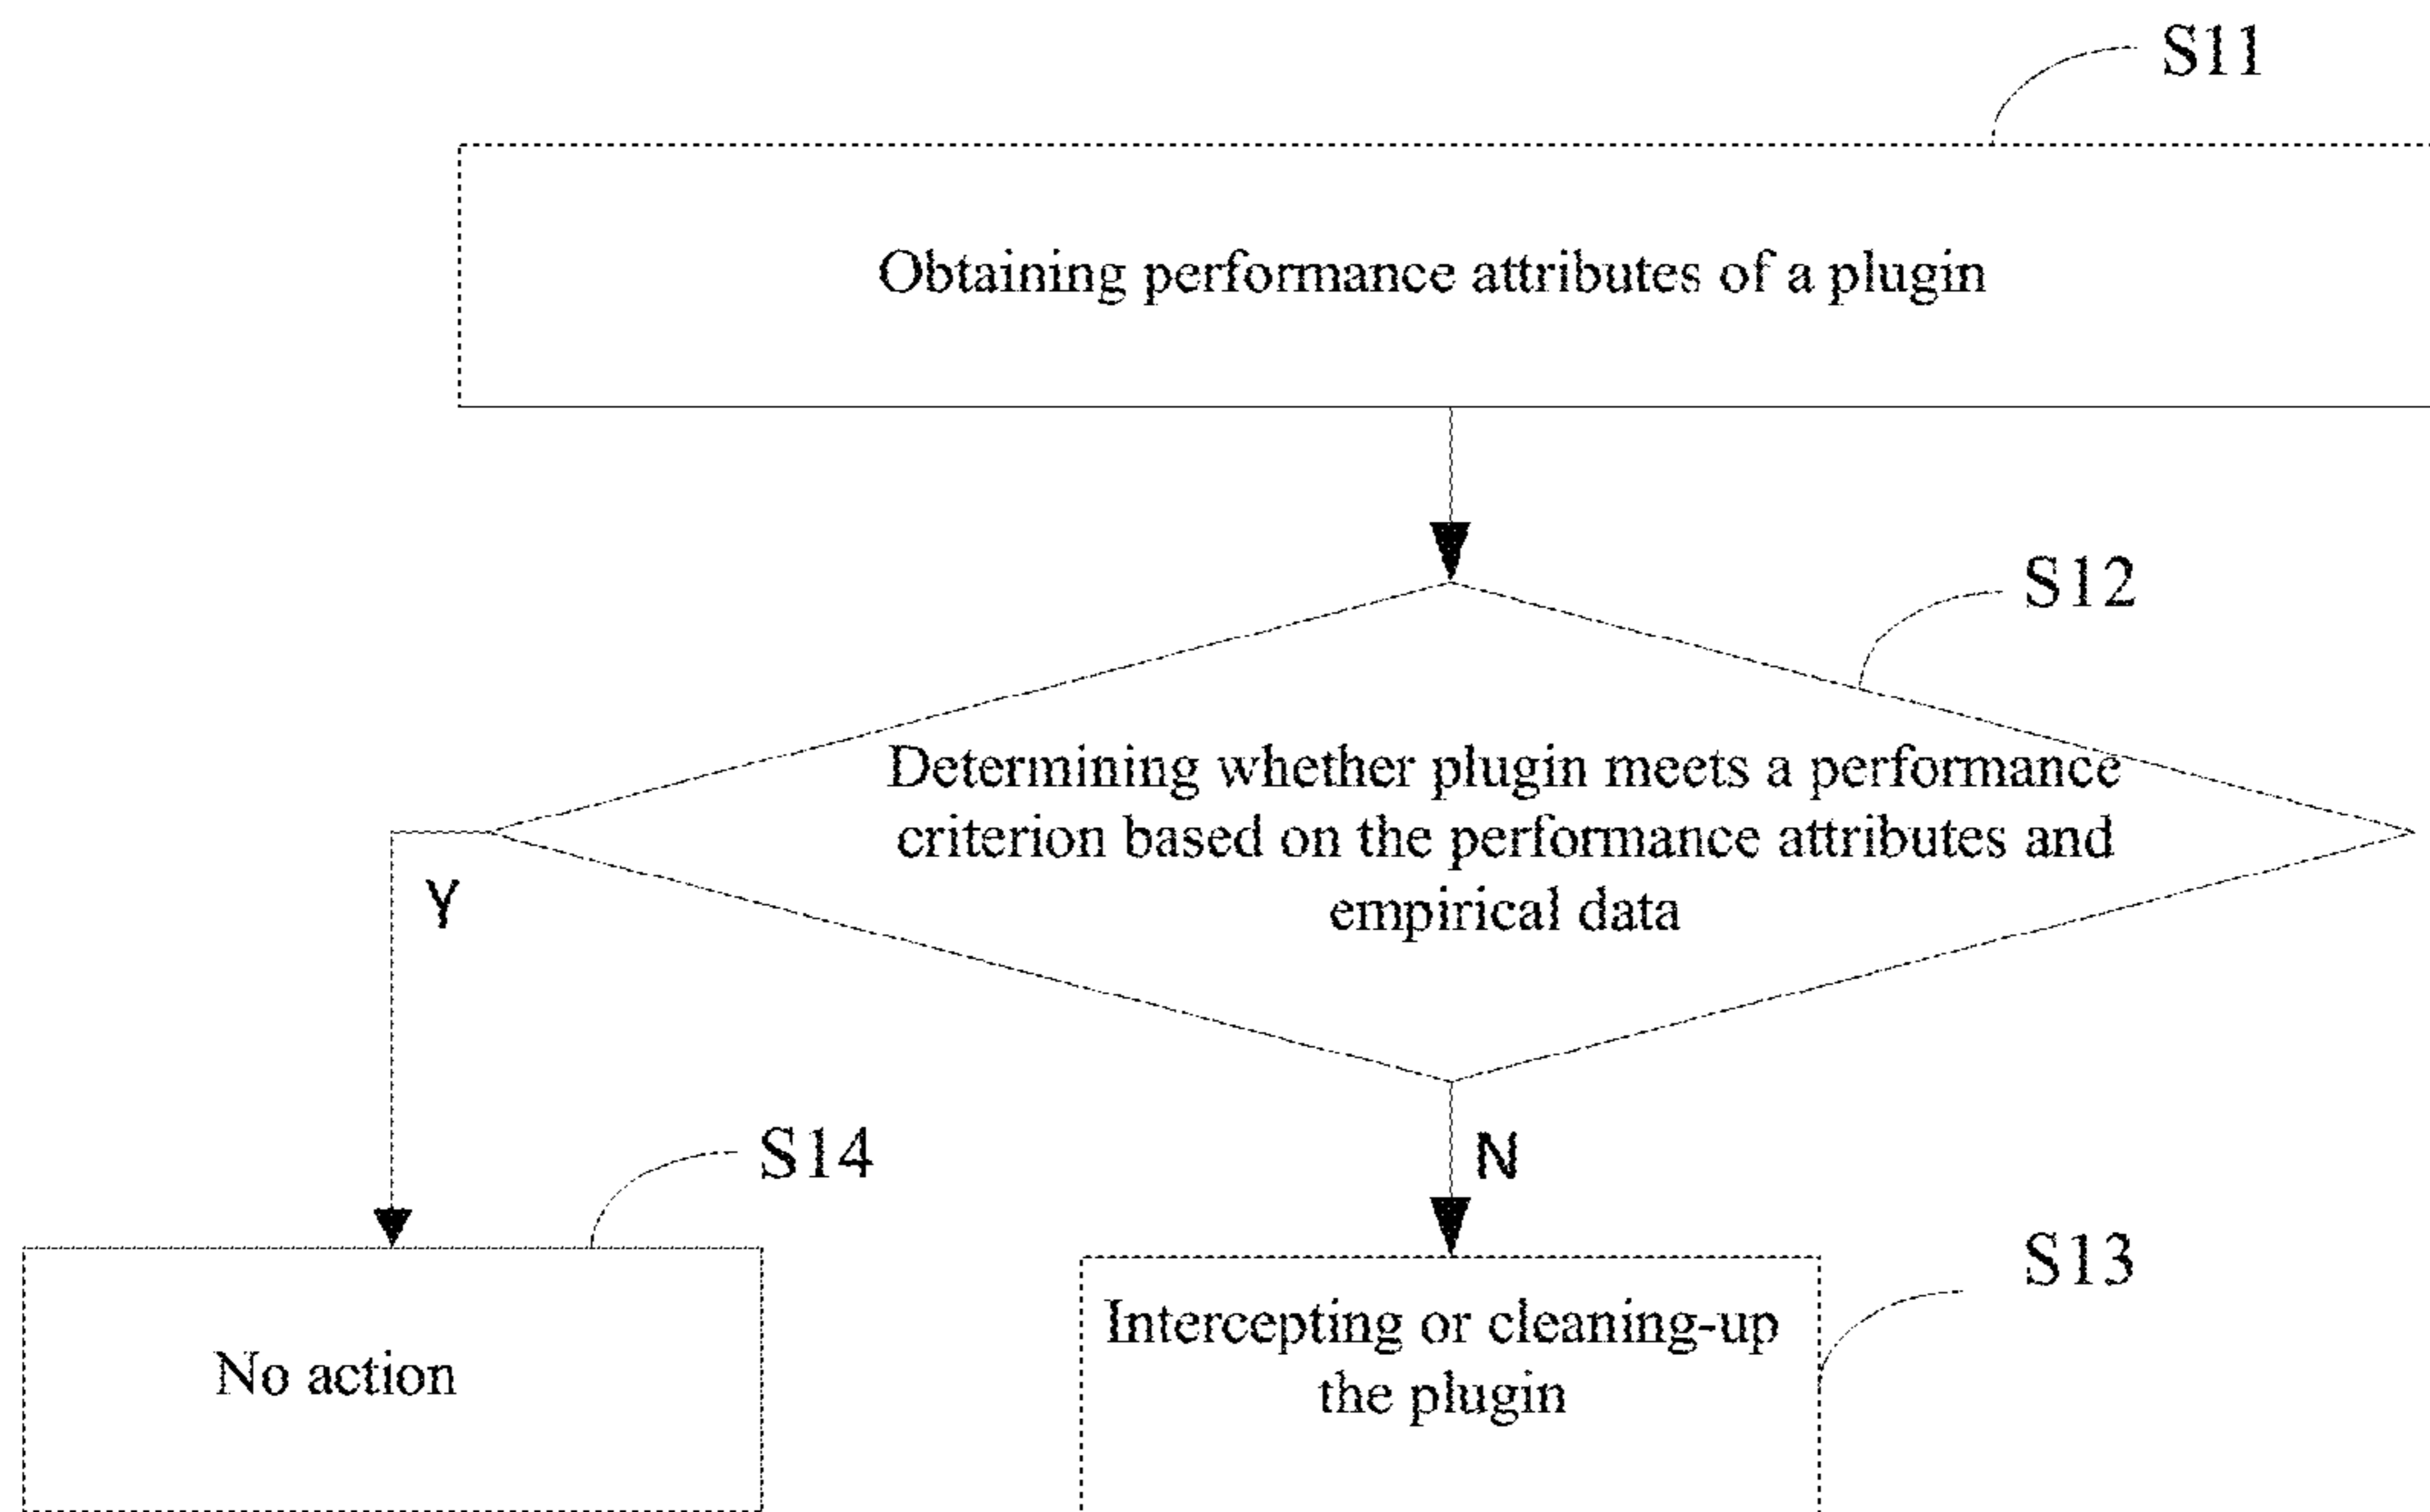 S11
Obtaining performance attributes of a plugin
S12
Determining whether plugin meets a performance
criterion based on the performance attributes and
empirical data
Y
N
S14
No action
S13
Intercepting or cleaning-up
the plugin